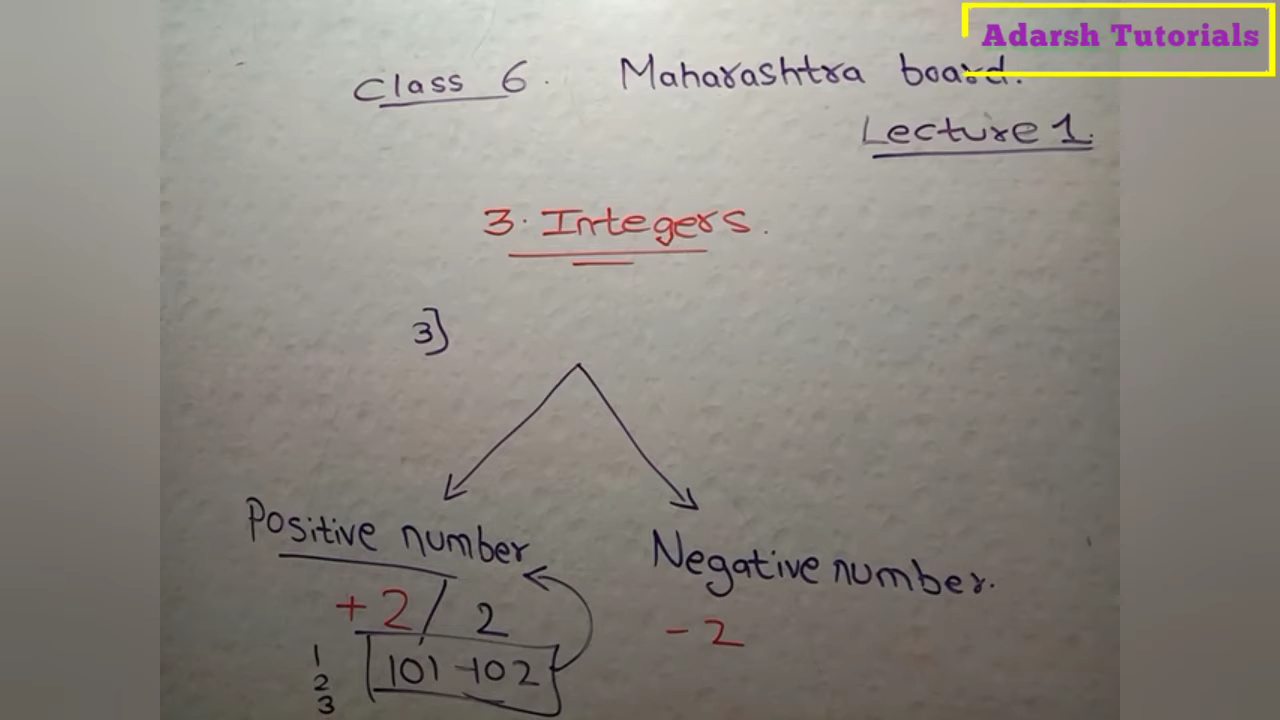 Adarsh Tutorials
Class 6. Maharashtra board.
Lecture 1.
3. Integers.
3]
Positive number
Negative number.
+2/ 2
-2
1
2
3
101 -102